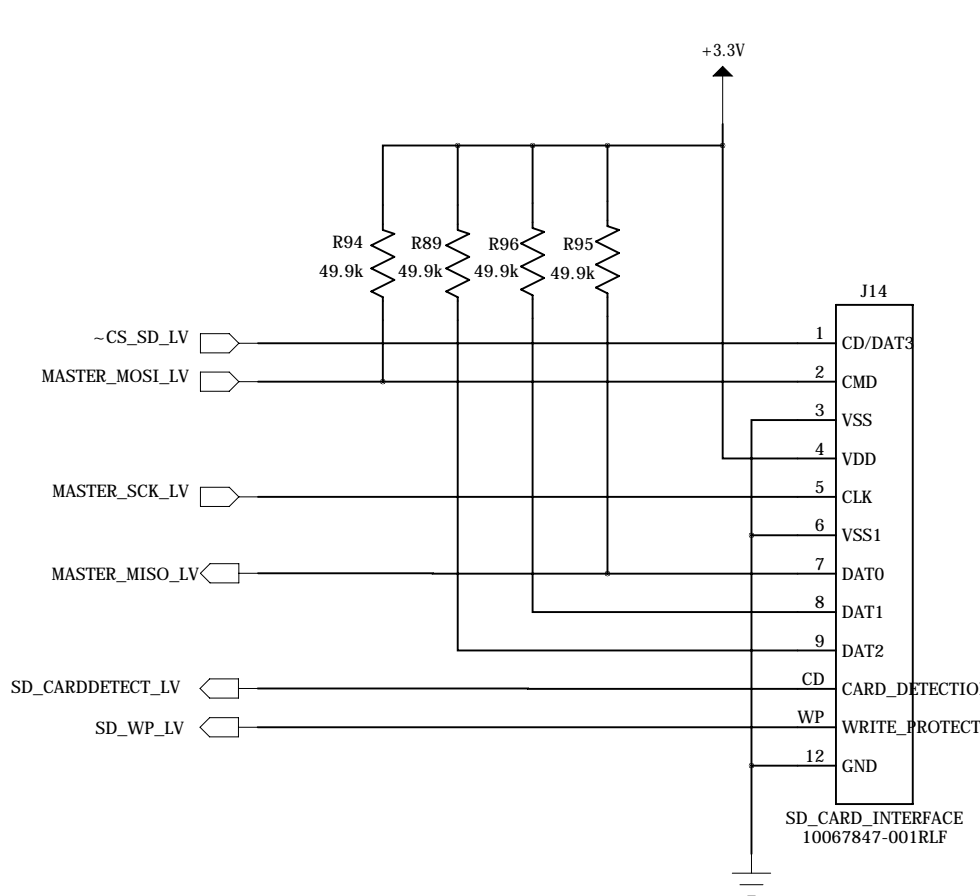 +3.3V
R94
49.9k
R89
49.9k
R96
49.9k
R95
49.9k
J14
~CS_SD_LV
1
CD/DAT3
MASTER_MOSI_LV
2
CMD
3
VSS
4
VDD
MASTER_SCK_LV
5
CLK
6
VSS1
MASTER_MISO_LV
7
DAT0
8
DAT1
9
DAT2
SD_CARDDETECT_LV
CD
CARD_DETECTIO
SD_WP_LV
WP
WRITE_PROTECT
12
GND
SD_CARD_INTERFACE
10067847-001RLF